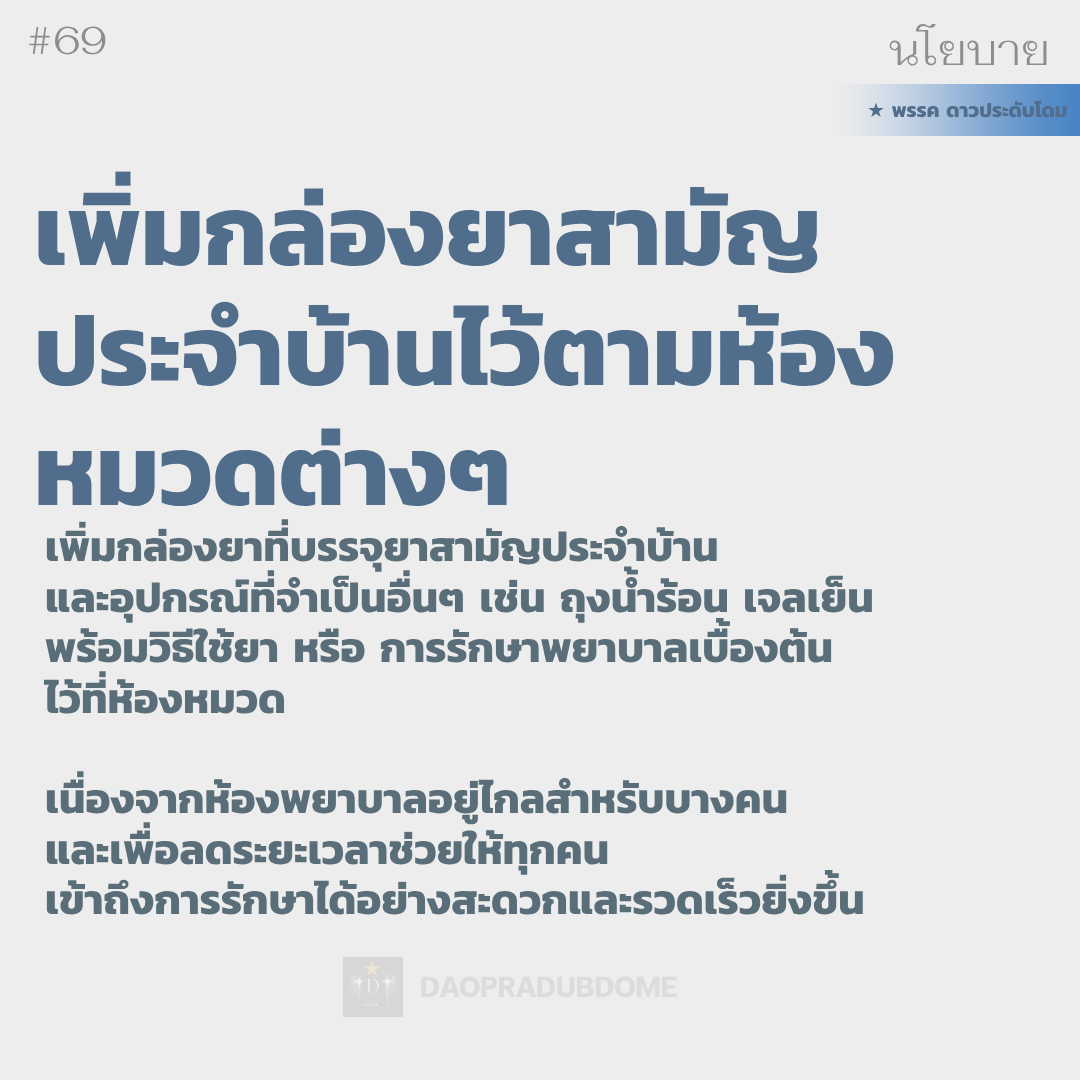 #69
นโยบาย
★ พรรค ดาวประดับโดม
เพิ่มกล่องยาสามัญ
ประจำบ้านไว้ตามห้อง
หมวดต่างๆ
เพิ่มกล่องยาที่บรรจุยาสามัญประจำบ้าน
และอุปกรณ์ที่จำเป็นอื่นๆ เช่น ถุงน้ำร้อน เจลเย็น
พร้อมวิธีใช้ยา หรือ การรักษาพยาบาลเบื้องต้น
ไว้ที่ห้องหมวด
เนื่องจากห้องพยาบาลอยู่ไกลสำหรับบางคน
และเพื่อลดระยะเวลาช่วยให้ทุกคน
เข้าถึงการรักษาได้อย่างสะดวกและรวดเร็วยิ่งขึ้น
D
DAOPRADUBDOME